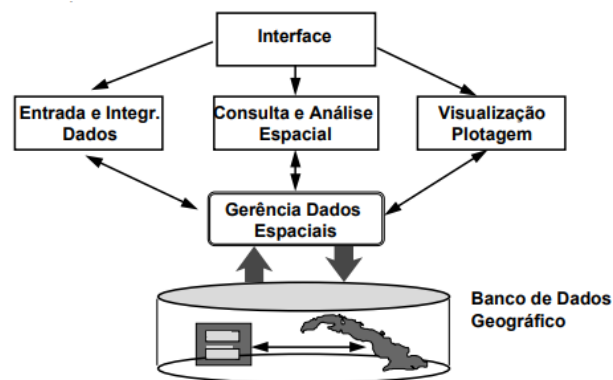 Interface
Entrada e Integr.
Dados
Consulta e Análise
Espacial
Visualização
Plotagem
Gerência Dados
Espaciais
Banco de Dados
Geográfico